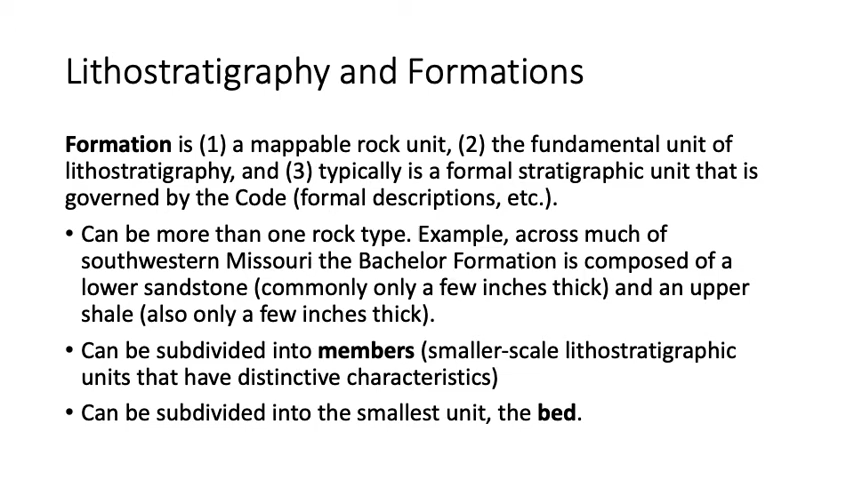 Lithostratigraphy and Formations
Formation is (1) a mappable rock unit, (2) the fundamental unit of
lithostratigraphy, and (3) typically is a formal stratigraphic unit that is
governed by the Code (formal descriptions, etc.).
• Can be more than one rock type. Example, across much of
southwestern Missouri the Bachelor Formation is composed of a
lower sandstone (commonly only a few inches thick) and an upper
shale (also only a few inches thick).
• Can be subdivided into members (smaller-scale lithostratigraphic
units that have distinctive characteristics)
• Can be subdivided into the smallest unit, the bed.